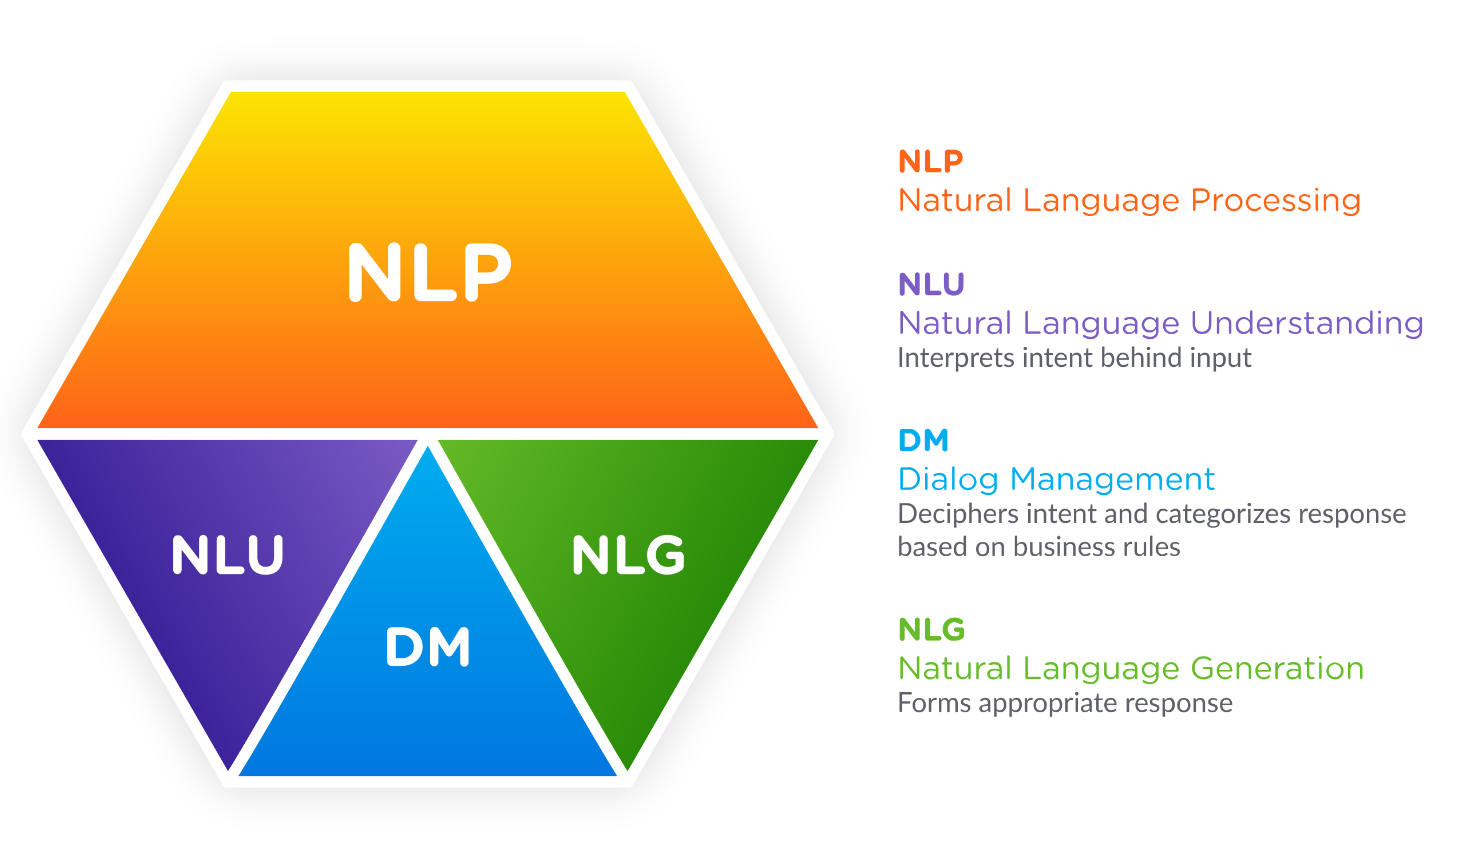 NLP
NLU
DM
NLG
NLP
Natural Language Processing
NLU
Natural Language Understanding
Interprets intent behind input
DM
Dialog Management
Deciphers intent and categorizes response
based on business rules
NLG
Natural Language Generation
Forms appropriate response